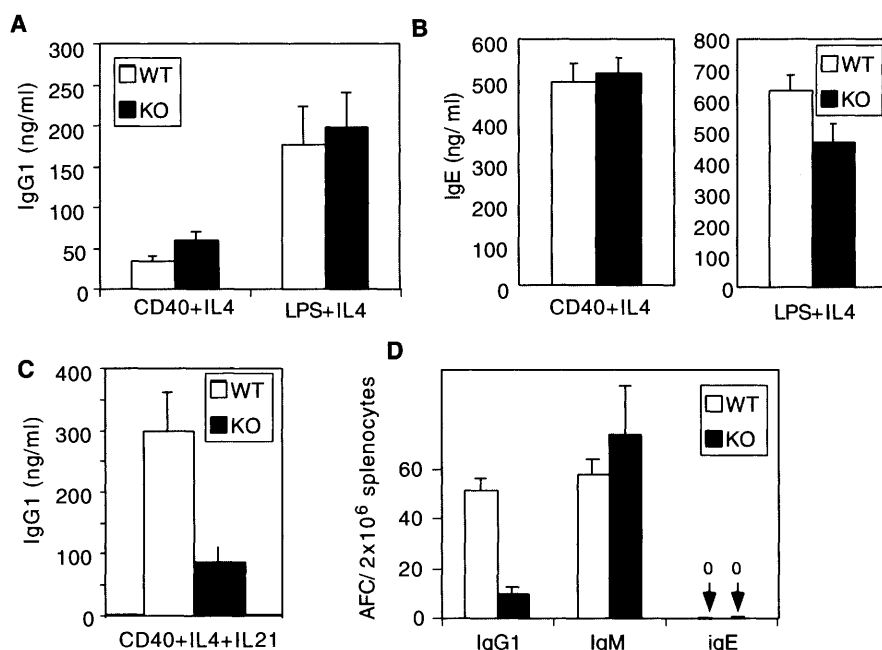 A
300
250
200
150
100
50
0
IgG1 (ng/ml)
WT
KO
CD40+IL4
LPS+IL4
B
600
500
400
300
200
100
0
IgE (ng/ ml)
CD40+IL4
800
700
600
500
400
300
200
100
0
WT
KO
LPS+IL4
C
400
300
200
100
0
IgG1 (ng/ml)
WT
KO
CD40+IL4+IL21
D
60
40
20
0
AFC/ 2x10⁶ splenocytes
WT
KO
0 0
IgG1
IgM
igE